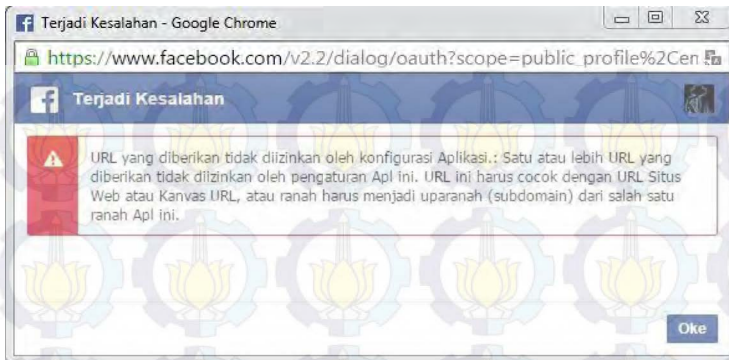 Terjadi Kesalahan - Google Chrome
https://www.facebook.com/v2.2/dialog/oauth?scope=public_profile%2Cen
Terjadi Kesalahan
URL yang diberikan tidak diizinkan oleh konfigurasi Aplikasi.: Satu atau lebih URL yang
diberikan tidak diizinkan oleh pengaturan Apl ini. URL ini harus cocok dengan URL Situs
Web atau Kanvas URL, atau ranah harus menjadi uparanah (subdomain) dari salah satu
ranah Apl ini.
Oke